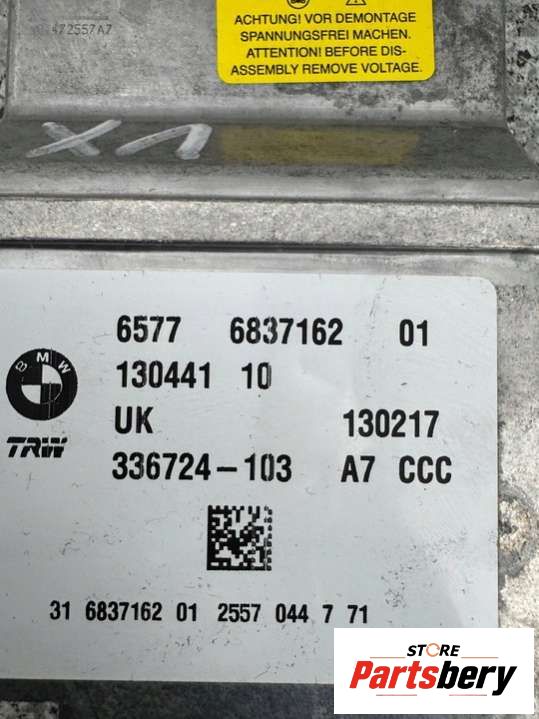 472557A7
ACHTUNG! VOR DEMONTAGE
SPANNUNGSFREI MACHEN.
ATTENTION! BEFORE DIS-
ASSEMBLY REMOVE VOLTAGE.
X1
6577 6837162 01
130441 10
BMW
UK 130217
TRW
336724-103 A7 CCC
31 6837162 01 2557 044 7 71
STORE
Partsbery